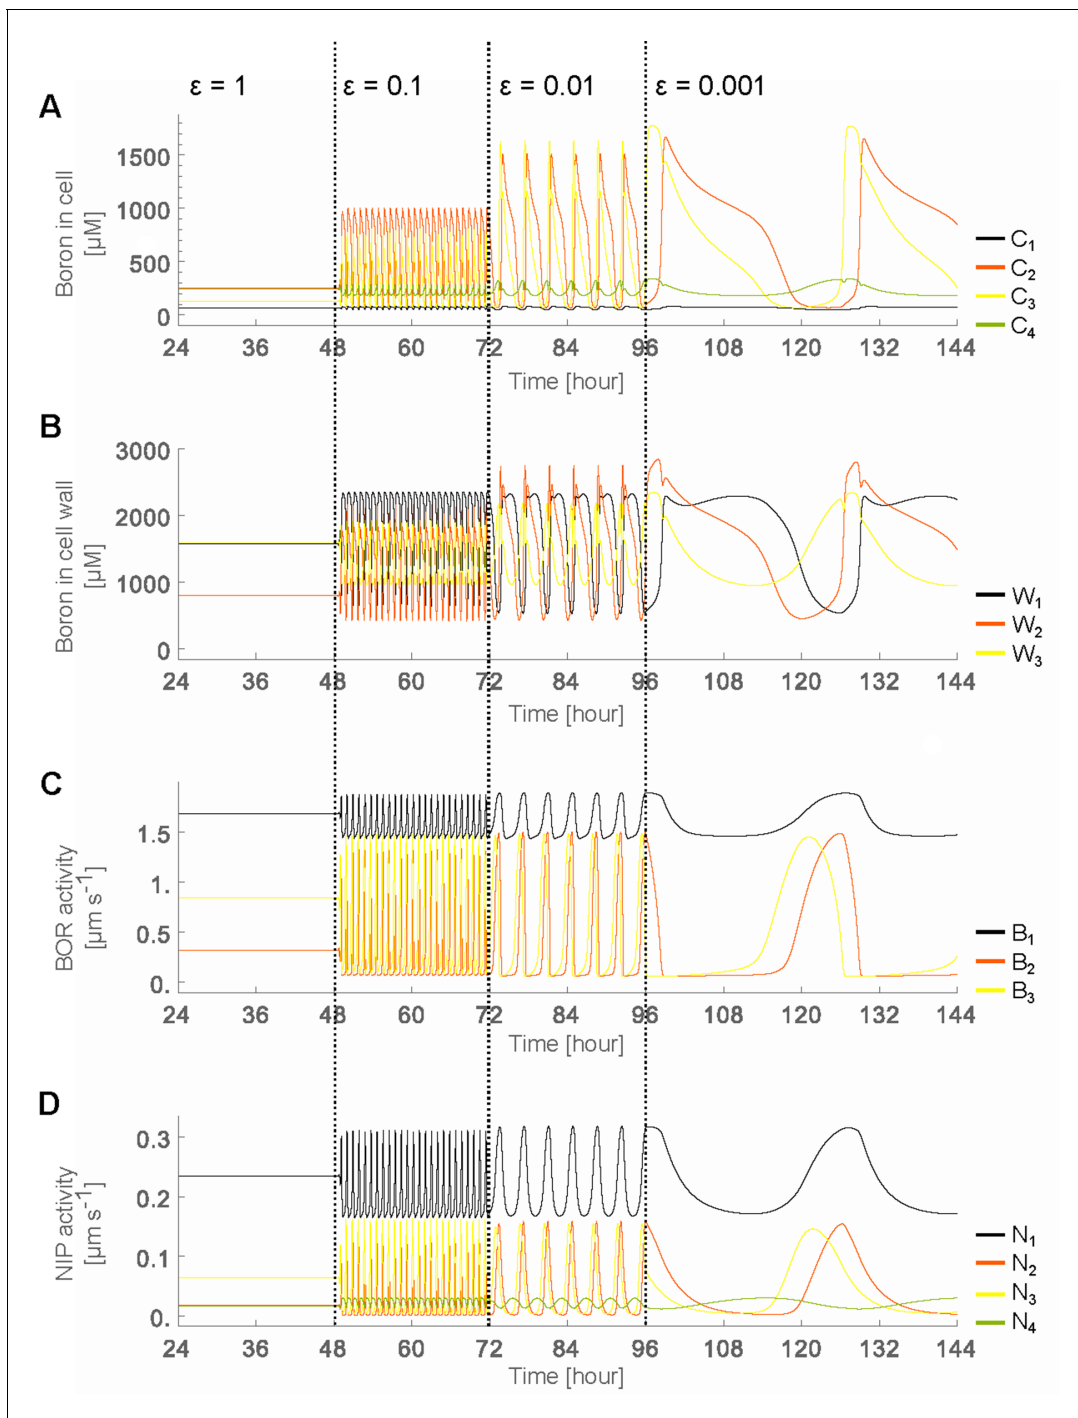 ε = 1 ε = 0.1 ε = 0.01 ε = 0.001
A
Boron in cell
[µM]
1500
1000
500
0
24 36 48 60 72 84 96 108 120 132 144
Time [hour]
C1
C2
C3
C4
B
Boron in cell wall
[µM]
3000
2000
1000
0
24 36 48 60 72 84 96 108 120 132 144
Time [hour]
W1
W2
W3
C
BOR activity
[µm s-1]
1.5
1.
0.5
0.
24 36 48 60 72 84 96 108 120 132 144
Time [hour]
B1
B2
B3
D
NIP activity
[µm s-1]
0.3
0.2
0.1
0.
24 36 48 60 72 84 96 108 120 132 144
Time [hour]
N1
N2
N3
N4